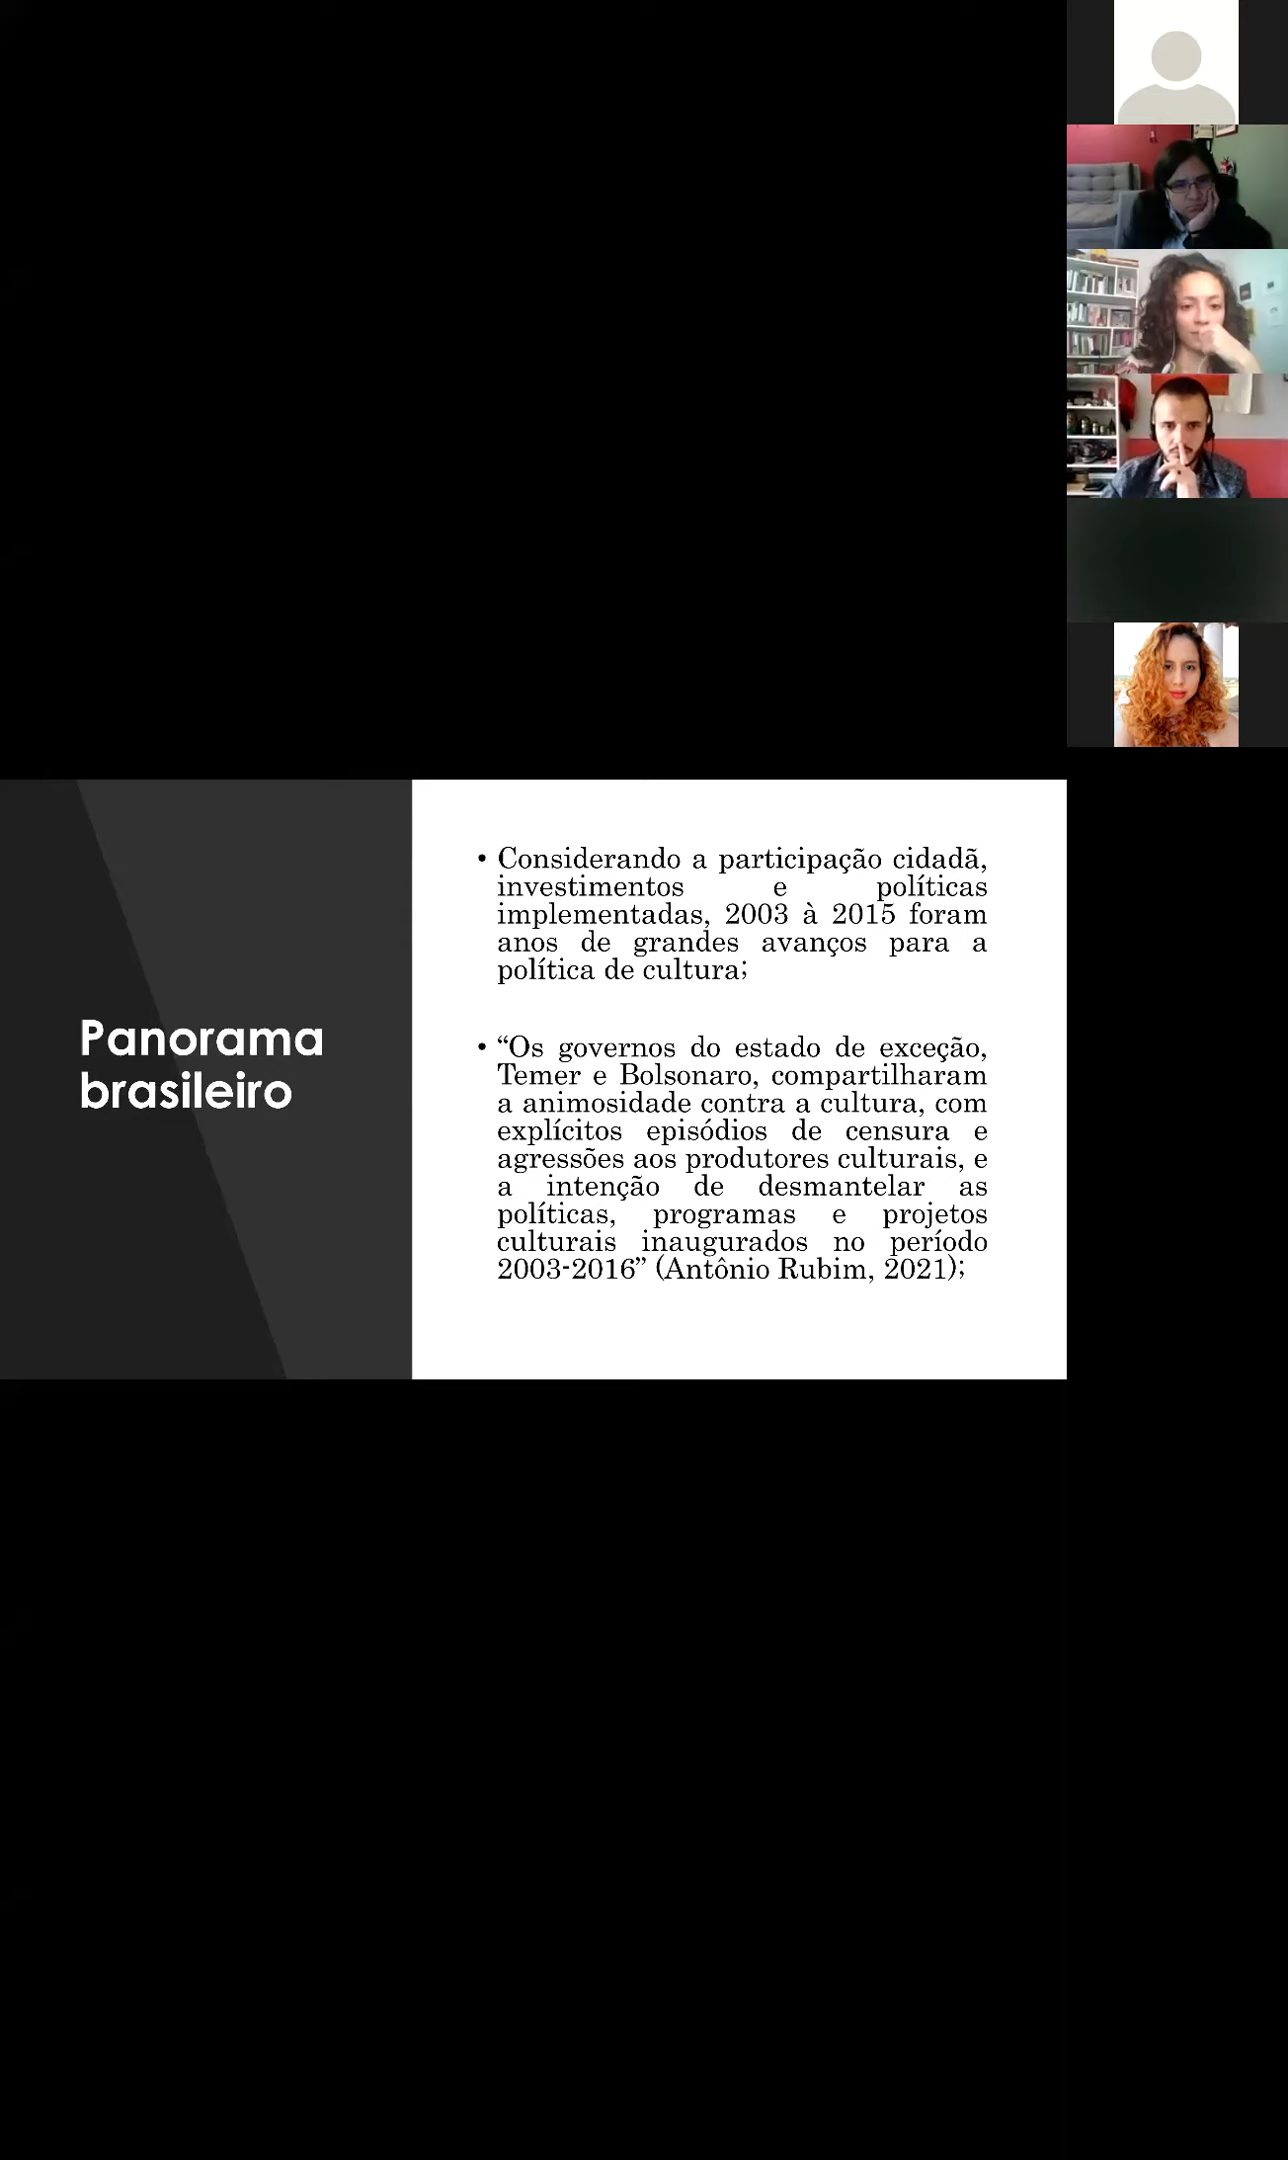 Panorama
brasileiro
• Considerando a participação cidadã,
investimentos e políticas
implementadas, 2003 à 2015 foram
anos de grandes avanços para a
política de cultura;
• “Os governos do estado de exceção,
Temer e Bolsonaro, compartilharam
a animosidade contra a cultura, com
explícitos episódios de censura e
agressões aos produtores culturais, e
a intenção de desmantelar as
políticas, programas e projetos
culturais inaugurados no período
2003-2016” (Antônio Rubim, 2021);